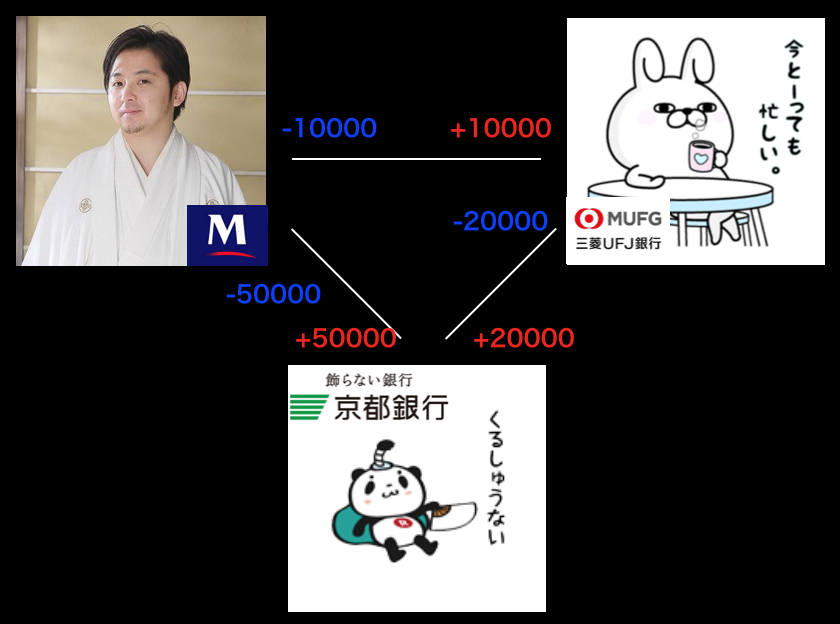 今とーっても
忙しい。
-10000
+10000
M
MUFG
三菱UFJ銀行
-20000
-50000
+50000
+20000
飾らない銀行
京都銀行
くるしゅうない
R